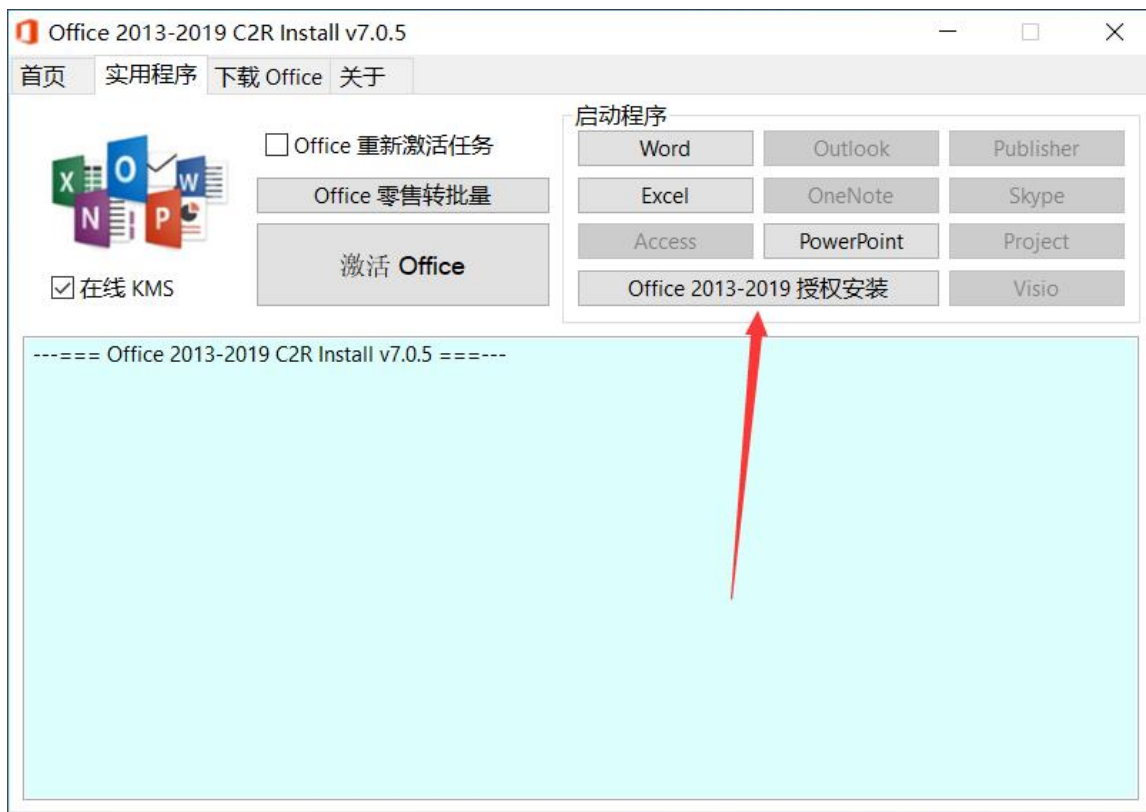 Office 2013-2019 C2R Install v7.0.5
首页 实用程序 下载 Office 关于
启动程序
Office 重新激活任务
Word Outlook Publisher
Office 零售转批量
Excel OneNote Skype
Access PowerPoint Project
激活 Office
在线 KMS
Office 2013-2019 授权安装 Visio
---=== Office 2013-2019 C2R Install v7.0.5 ===---